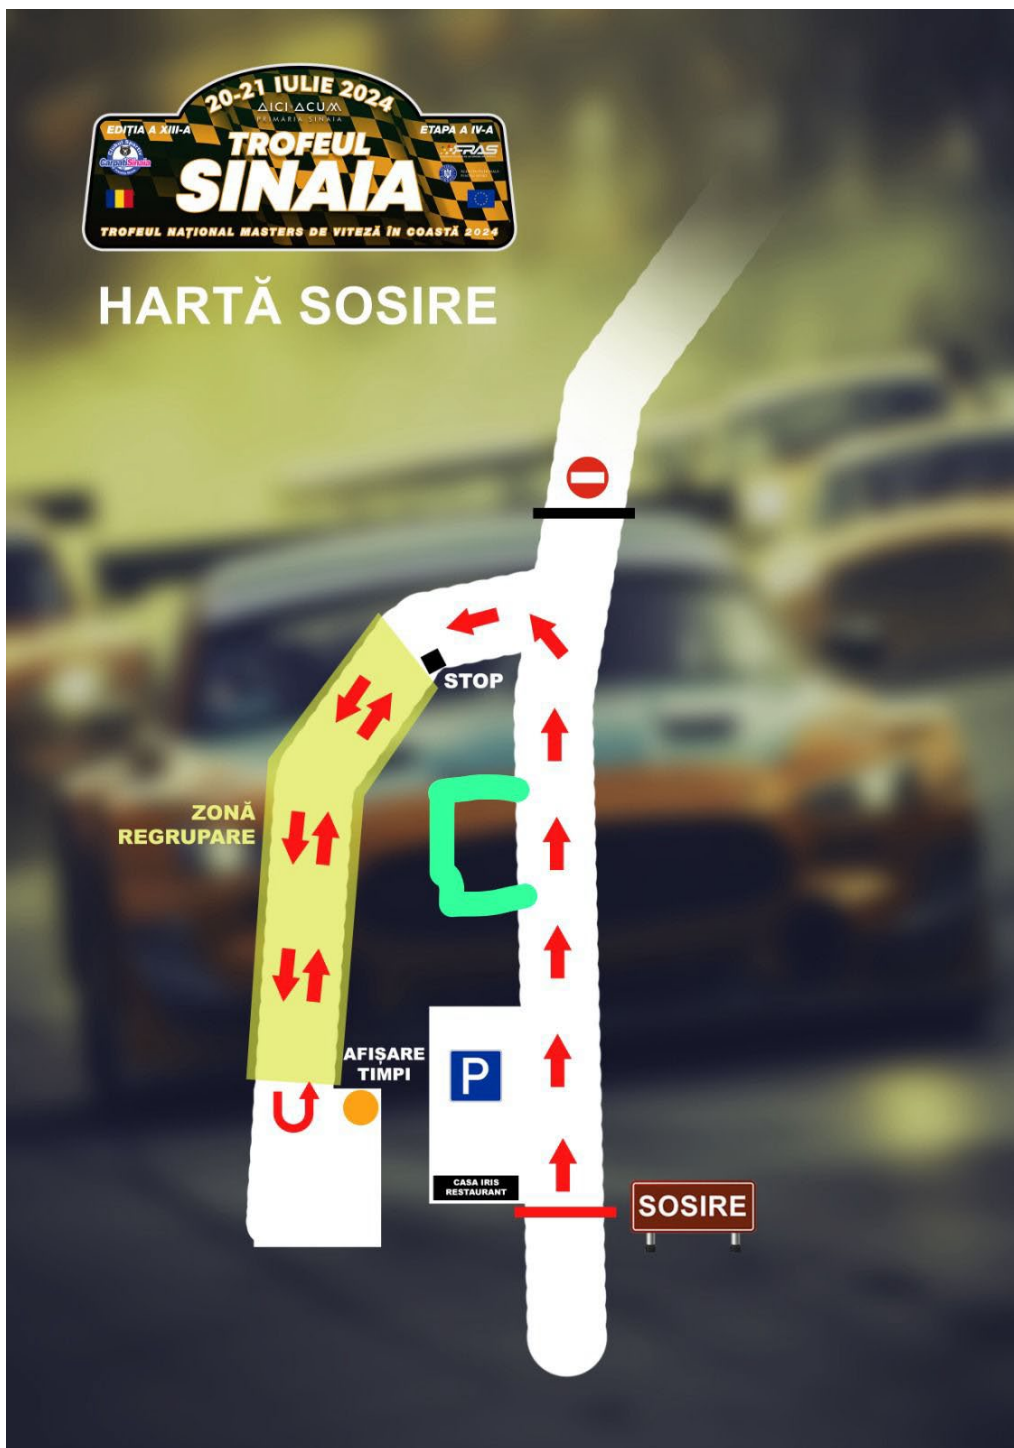 20-21 IULIE 2024
AICI·ACUM
PRIMĂRIA SINAIA
EDIȚIA A XIII-A
ETAPA A IV-A
TROFEUL
SINAIA
CarpatiSinaia
FRAS
TROFEUL NAȚIONAL MASTERS DE VITEZĂ ÎN COASTĂ 2024
HARTĂ SOSIRE
STOP
ZONĂ
REGRUPARE
AFIȘARE
TIMPI
P
CASA IRIS
RESTAURANT
SOSIRE